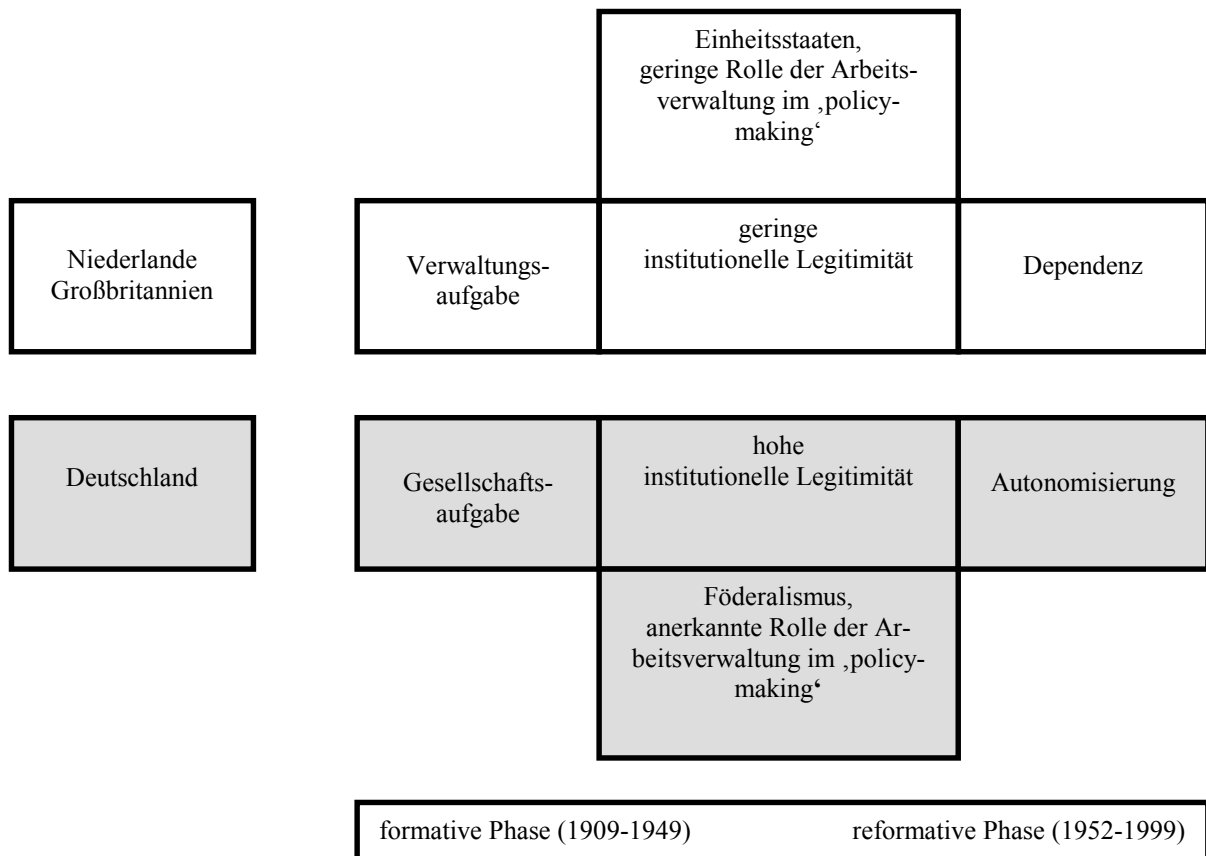 Einheitsstaaten,
geringe Rolle der Arbeits-
verwaltung im ‚policy-
making‘
Niederlande
Großbritannien
Verwaltungs-
aufgabe
geringe
institutionelle Legitimität
Dependenz
Deutschland
Gesellschafts-
aufgabe
hohe
institutionelle Legitimität
Autonomisierung
Föderalismus,
anerkannte Rolle der Ar-
beitsverwaltung im ‚policy-
making‘
formative Phase (1909-1949) reformative Phase (1952-1999)